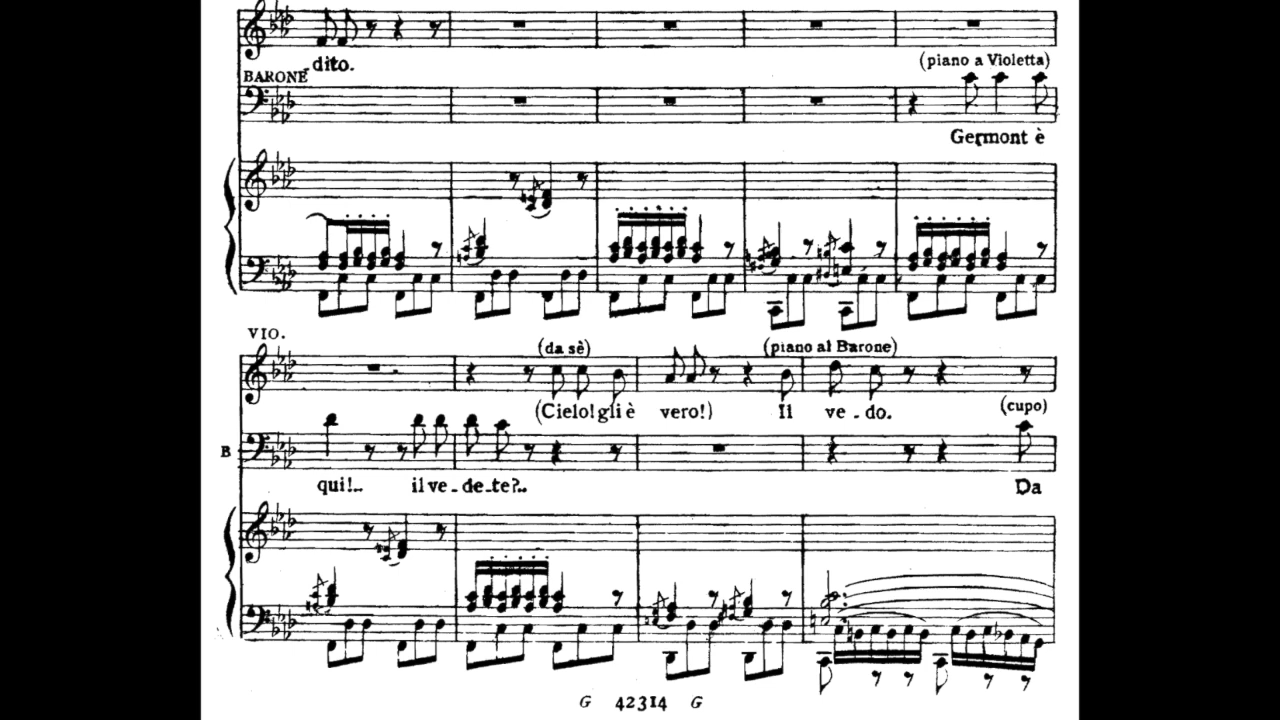 -dito.
(piano a Violetta)
BARONE
Germont è
VIO.
(da sè)
(piano al Barone)
(Cielo! gli è vero!) Il ve-do.
(cupo)
B
qui!.. il ve-de-te?.. Da
G 42314 G